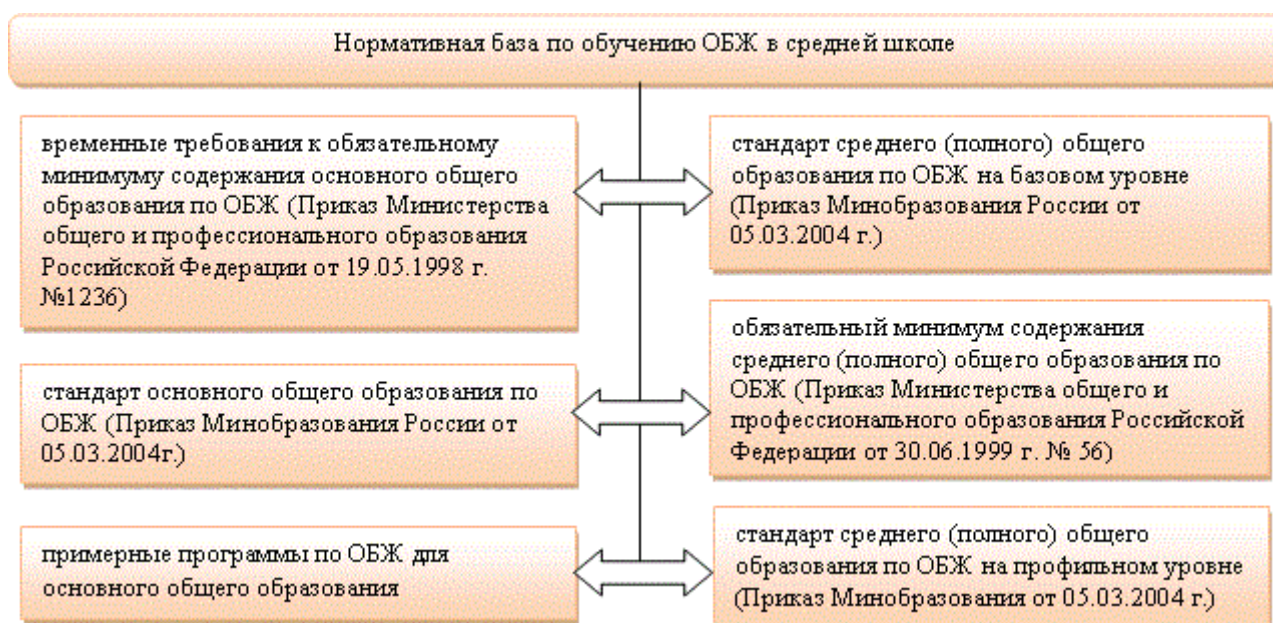 Нормативная база по обучению ОБЖ в средней школе
временные требования к обязательному
минимуму содержания основного общего
образования по ОБЖ (Приказ Министерства
общего и профессионального образования
Российской Федерации от 19.05.1998 г.
№1236)
стандарт среднего (полного) общего
образования по ОБЖ на базовом уровне
(Приказ Минобразования России от
05.03.2004 г.)
стандарт основного общего образования по
ОБЖ (Приказ Минобразования России от
05.03.2004г.)
обязательный минимум содержания
среднего (полного) общего образования по
ОБЖ (Приказ Министерства общего и
профессионального образования Российской
Федерации от 30.06.1999 г. № 56)
примерные программы по ОБЖ для
основного общего образования
стандарт среднего (полного) общего
образования по ОБЖ на профильном уровне
(Приказ Минобразования от 05.03.2004 г.)